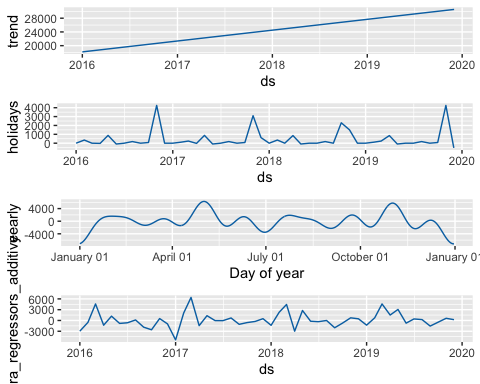 trend
28000
24000
20000
2016 2017 2018 2019 2020
ds
holidays
4000
3000
2000
1000
0
2016 2017 2018 2019 2020
ds
yearly
4000
0
-4000
January 01 April 01 July 01 October 01 January 01
Day of year
ra_regressors_additive
6000
3000
0
-3000
2016 2017 2018 2019 2020
ds